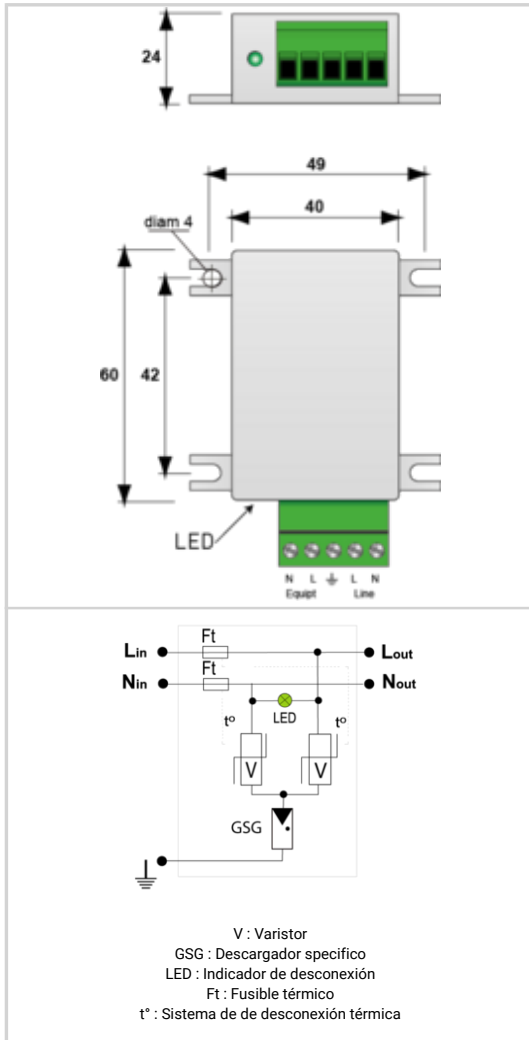 24
49
40
diam 4
60
42
LED
N L ⏚ L N
Equipt Line
Ft
Lin Lout
Ft
Nin Nout
t° LED t°
V V
GSG
V : Varistor
GSG : Descargador specifico
LED : Indicador de desconexión
Ft : Fusible térmico
t° : Sistema de de desconexión térmica